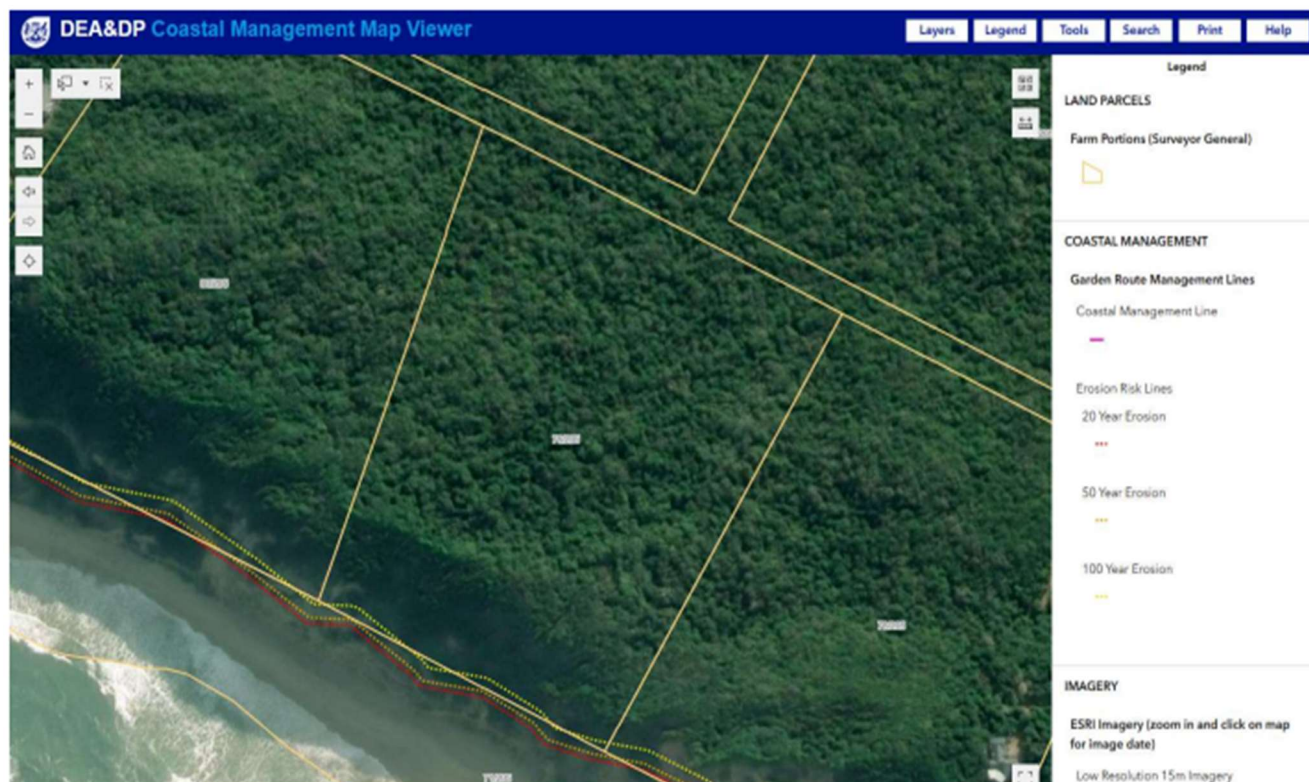 DEA&DP Coastal Management Map Viewer
Layers
Legend
Tools
Search
Print
Help
Legend
LAND PARCELS
Farm Portions (Surveyor General)
COASTAL MANAGEMENT
Garden Route Management Lines
Coastal Management Line
Erosion Risk Lines
20 Year Erosion
50 Year Erosion
100 Year Erosion
IMAGERY
ESRI Imagery (zoom in and click on map
for image date)
Low Resolution 15m Imagery